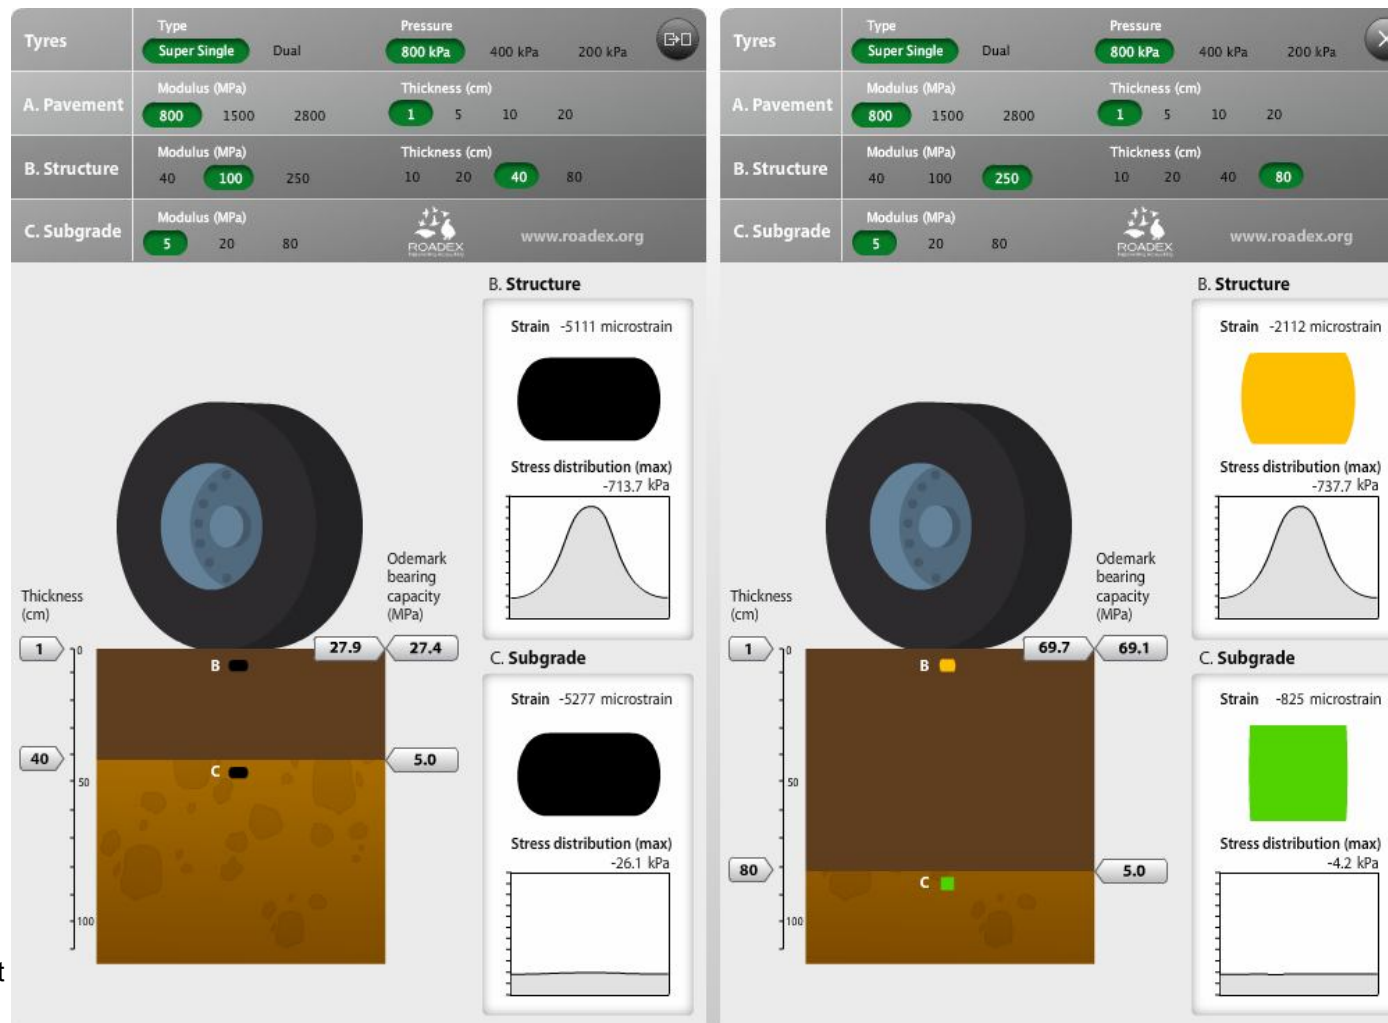 Tyres
Type
Super Single Dual
Pressure
800 kPa 400 kPa 200 kPa
A. Pavement
Modulus (MPa)
800 1500 2800
Thickness (cm)
1 5 10 20
B. Structure
Modulus (MPa)
40 100 250
Thickness (cm)
10 20 40 80
C. Subgrade
Modulus (MPa)
5 20 80
ROADEX
www.roadex.org
B. Structure
Strain -5111 microstrain
Stress distribution (max)
-713.7 kPa
Odemark
bearing
capacity
(MPa)
Thickness
(cm)
1
0
27.9
27.4
B
40
5.0
C
50
100
C. Subgrade
Strain -5277 microstrain
Stress distribution (max)
-26.1 kPa
t
Tyres
Type
Super Single Dual
Pressure
800 kPa 400 kPa 200 kPa
A. Pavement
Modulus (MPa)
800 1500 2800
Thickness (cm)
1 5 10 20
B. Structure
Modulus (MPa)
40 100 250
Thickness (cm)
10 20 40 80
C. Subgrade
Modulus (MPa)
5 20 80
ROADEX
www.roadex.org
B. Structure
Strain -2112 microstrain
Stress distribution (max)
-737.7 kPa
Odemark
bearing
capacity
(MPa)
Thickness
(cm)
1
0
69.7
69.1
B
50
80
5.0
C
100
C. Subgrade
Strain -825 microstrain
Stress distribution (max)
-4.2 kPa